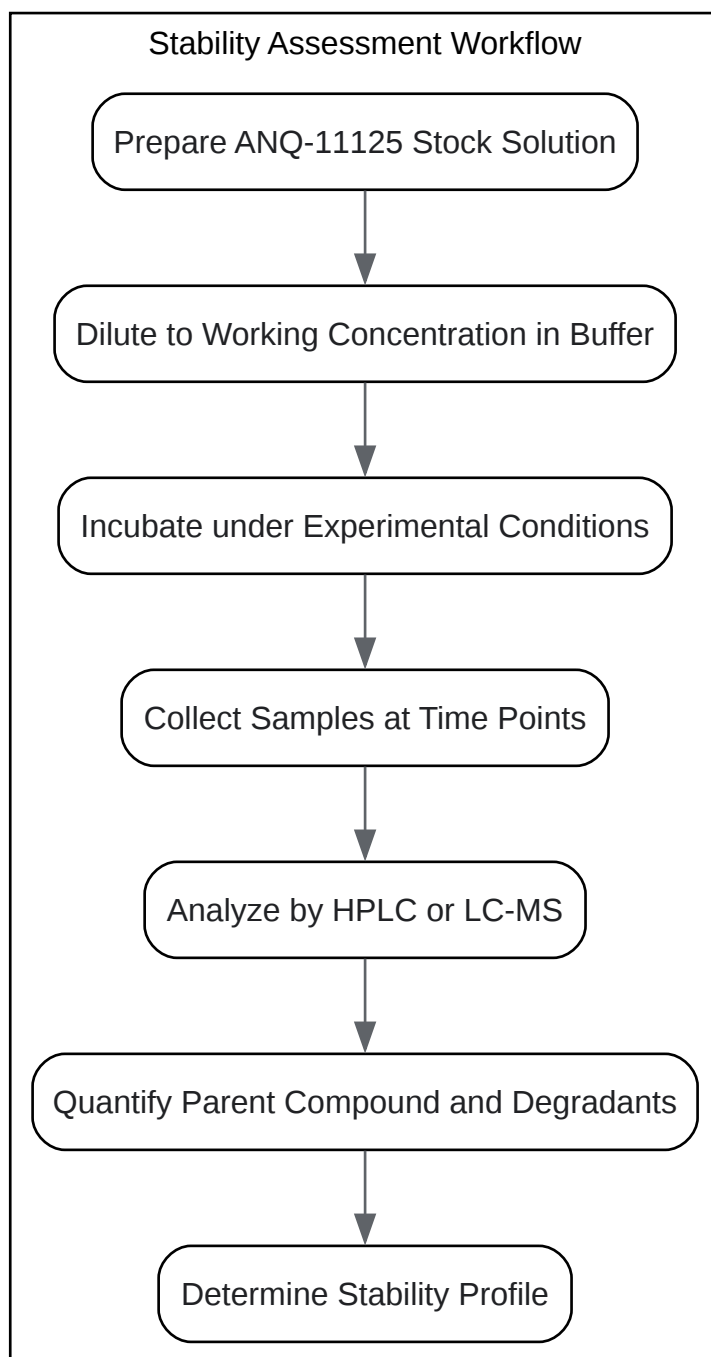 Stability Assessment Workflow
Prepare ANQ-11125 Stock Solution
Dilute to Working Concentration in Buffer
Incubate under Experimental Conditions
Collect Samples at Time Points
Analyze by HPLC or LC-MS
Quantify Parent Compound and Degradants
Determine Stability Profile